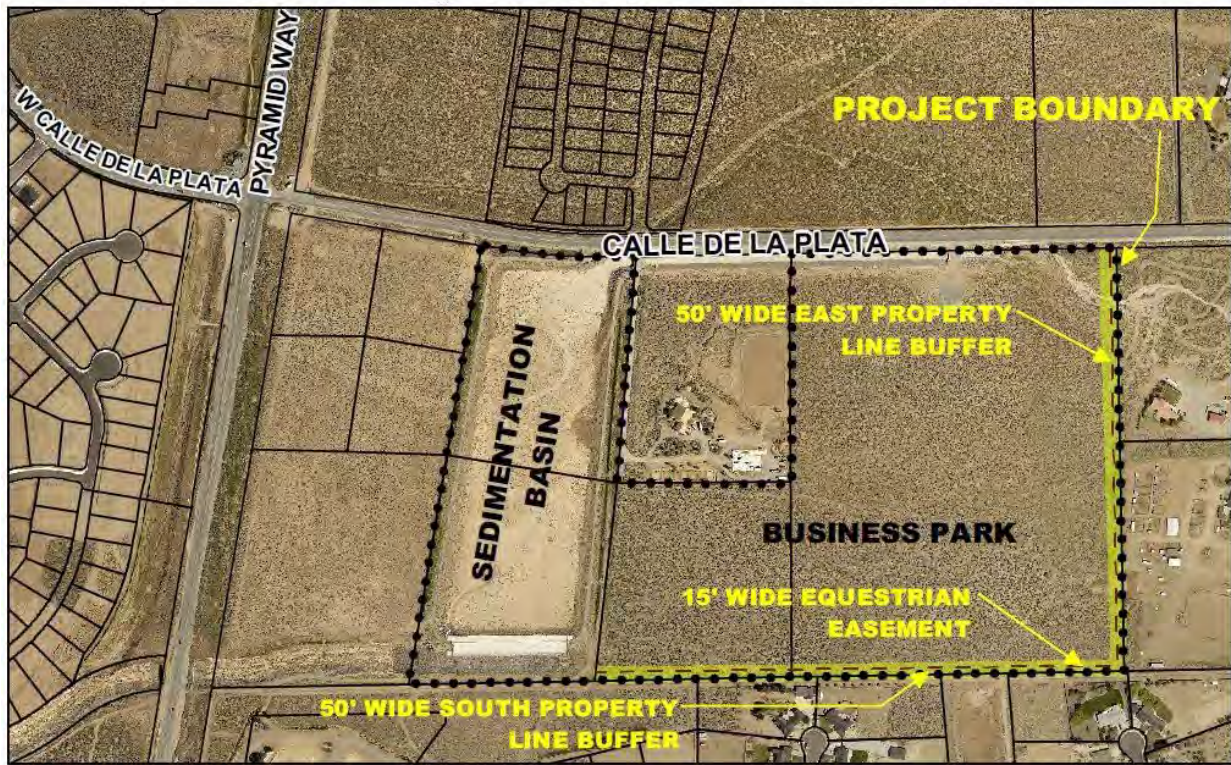 PYRAMID WAY
W CALLE DE LA PLATA
PROJECT BOUNDARY
CALLE DE LA PLATA
50' WIDE EAST PROPERTY
LINE BUFFER
SEDIMENTATION
BASIN
BUSINESS PARK
15' WIDE EQUESTRIAN
EASEMENT
50' WIDE SOUTH PROPERTY
LINE BUFFER